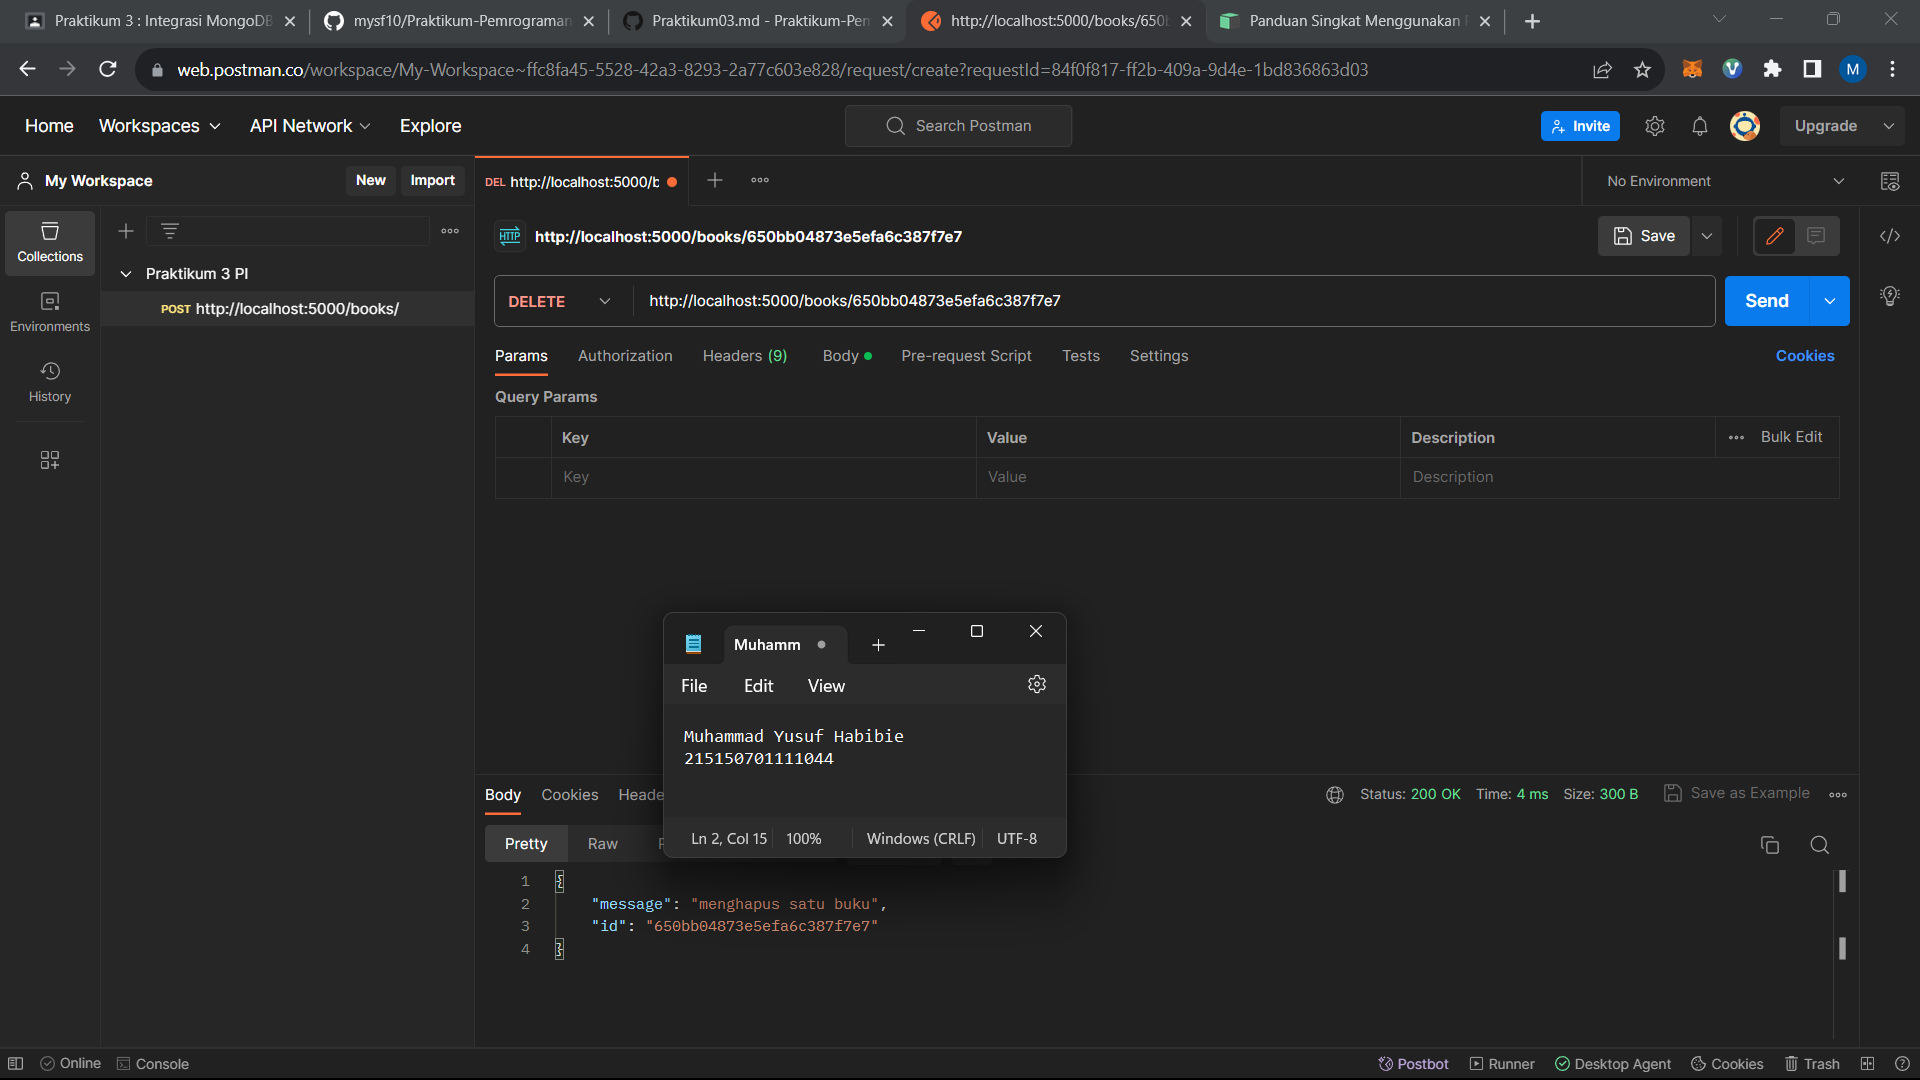 Praktikum 3 : Integrasi MongoDB
mysf10/Praktikum-Pemrograman
Praktikum03.md - Praktikum-Pem
http://localhost:5000/books/650b
Panduan Singkat Menggunakan
web.postman.co/workspace/My-Workspace~ffc8fa45-5528-42a3-8293-2a77c603e828/request/create?requestId=84f0f817-ff2b-409a-9d4e-1bd836863d03
M
Home
Workspaces
API Network
Explore
Search Postman
Invite
Upgrade
My Workspace
New
Import
DEL http://localhost:5000/b
No Environment
Collections
Environments
History
Praktikum 3 PI
POST http://localhost:5000/books/
HTTP
http://localhost:5000/books/650bb04873e5efa6c387f7e7
Save
DELETE
http://localhost:5000/books/650bb04873e5efa6c387f7e7
Send
Params
Authorization
Headers (9)
Body
Pre-request Script
Tests
Settings
Cookies
Query Params
Key
Value
Description
Bulk Edit
Key
Value
Description
Muhamm
File
Edit
View
Muhammad Yusuf Habibie
215150701111044
Ln 2, Col 15
100%
Windows (CRLF)
UTF-8
Body
Cookies
Heade
Status: 200 OK
Time: 4 ms
Size: 300 B
Save as Example
Pretty
Raw
1 {
2 "message": "menghapus satu buku",
3 "id": "650bb04873e5efa6c387f7e7"
4 }
Online
Console
Postbot
Runner
Desktop Agent
Cookies
Trash